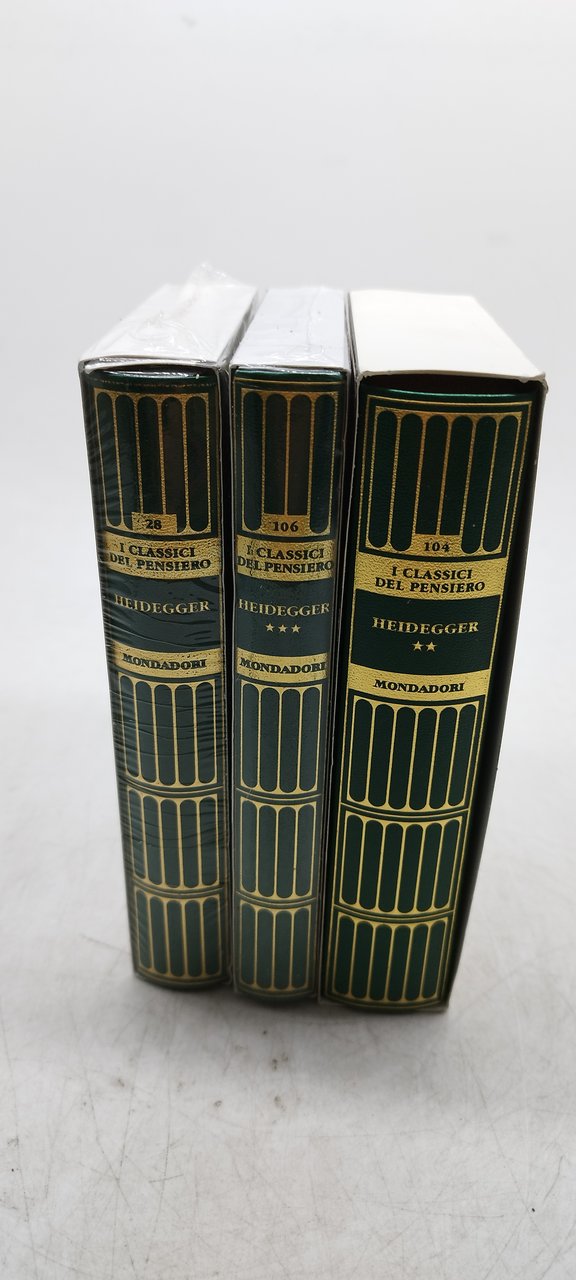 28
I CLASSICI
DEL PENSIERO
HEIDEGGER
MONDADORI
106
I CLASSICI
DEL PENSIERO
HEIDEGGER
★★★
MONDADORI
104
I CLASSICI
DEL PENSIERO
HEIDEGGER
★★
MONDADORI